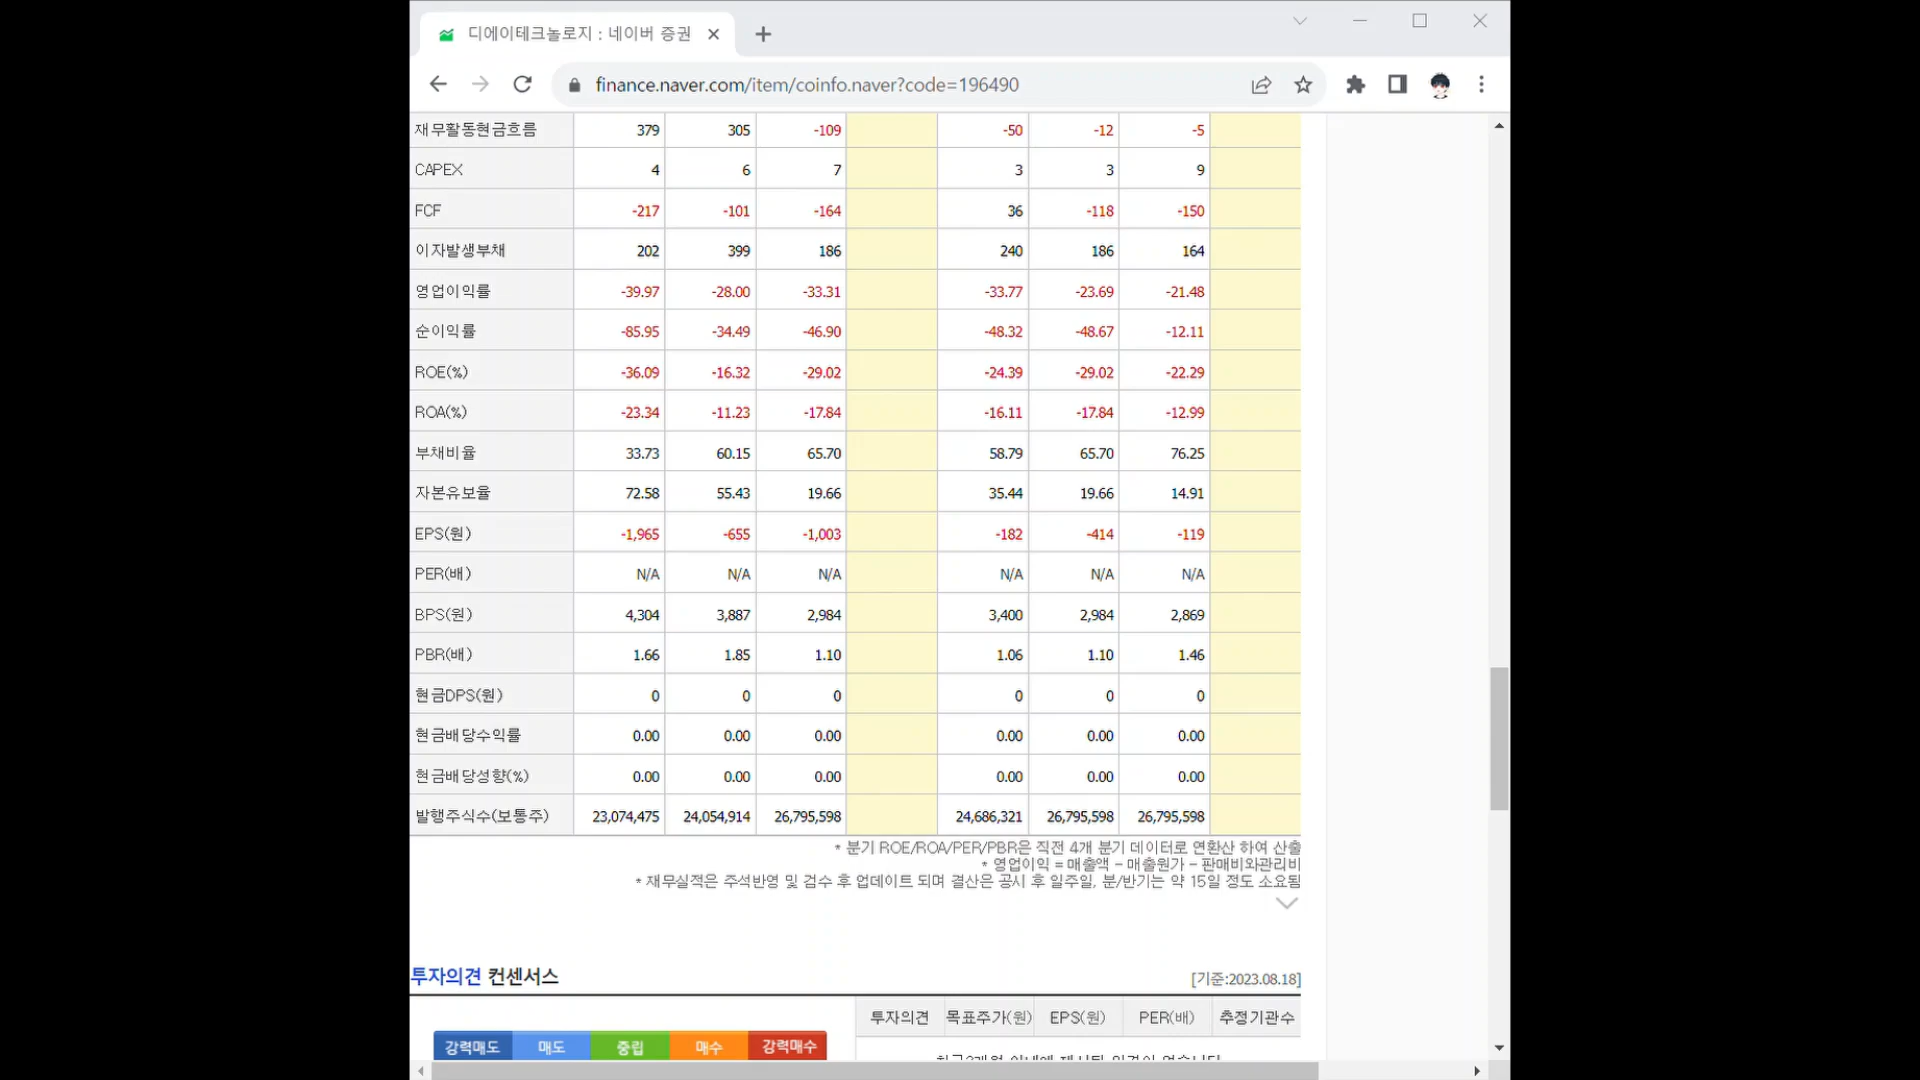 디에이테크놀로지 : 네이버 증권
finance.naver.com/item/coinfo.naver?code=196490
재무활동현금흐름 379 305 -109 -50 -12 -5
CAPEX 4 6 7 3 3 9
FCF -217 -101 -164 36 -118 -150
이자발생부채 202 399 186 240 186 164
영업이익률 -39.97 -28.00 -33.31 -33.77 -23.69 -21.48
순이익률 -85.95 -34.49 -46.90 -48.32 -48.67 -12.11
ROE(%) -36.09 -16.32 -29.02 -24.39 -29.02 -22.29
ROA(%) -23.34 -11.23 -17.84 -16.11 -17.84 -12.99
부채비율 33.73 60.15 65.70 58.79 65.70 76.25
자본유보율 72.58 55.43 19.66 35.44 19.66 14.91
EPS(원) -1,965 -655 -1,003 -182 -414 -119
PER(배) N/A N/A N/A N/A N/A N/A
BPS(원) 4,304 3,887 2,984 3,400 2,984 2,869
PBR(배) 1.66 1.85 1.10 1.06 1.10 1.46
현금DPS(원) 0 0 0 0 0 0
현금배당수익률 0.00 0.00 0.00 0.00 0.00 0.00
현금배당성향(%) 0.00 0.00 0.00 0.00 0.00 0.00
발행주식수(보통주) 23,074,475 24,054,914 26,795,598 24,686,321 26,795,598 26,795,598
* 분기 ROE/ROA/PER/PBR은 직전 4개 분기 데이터로 연환산 하여 산출
* 영업이익 = 매출액 - 매출원가 - 판매비와관리비
* 재무실적은 주석반영 및 검수 후 업데이트 되며 결산은 공시 후 일주일, 분/반기는 약 15일 정도 소요됨
투자의견 컨센서스 [기준:2023.08.18]
투자의견 목표주가(원) EPS(원) PER(배) 추정기관수
강력매도 매도 중립 매수 강력매수